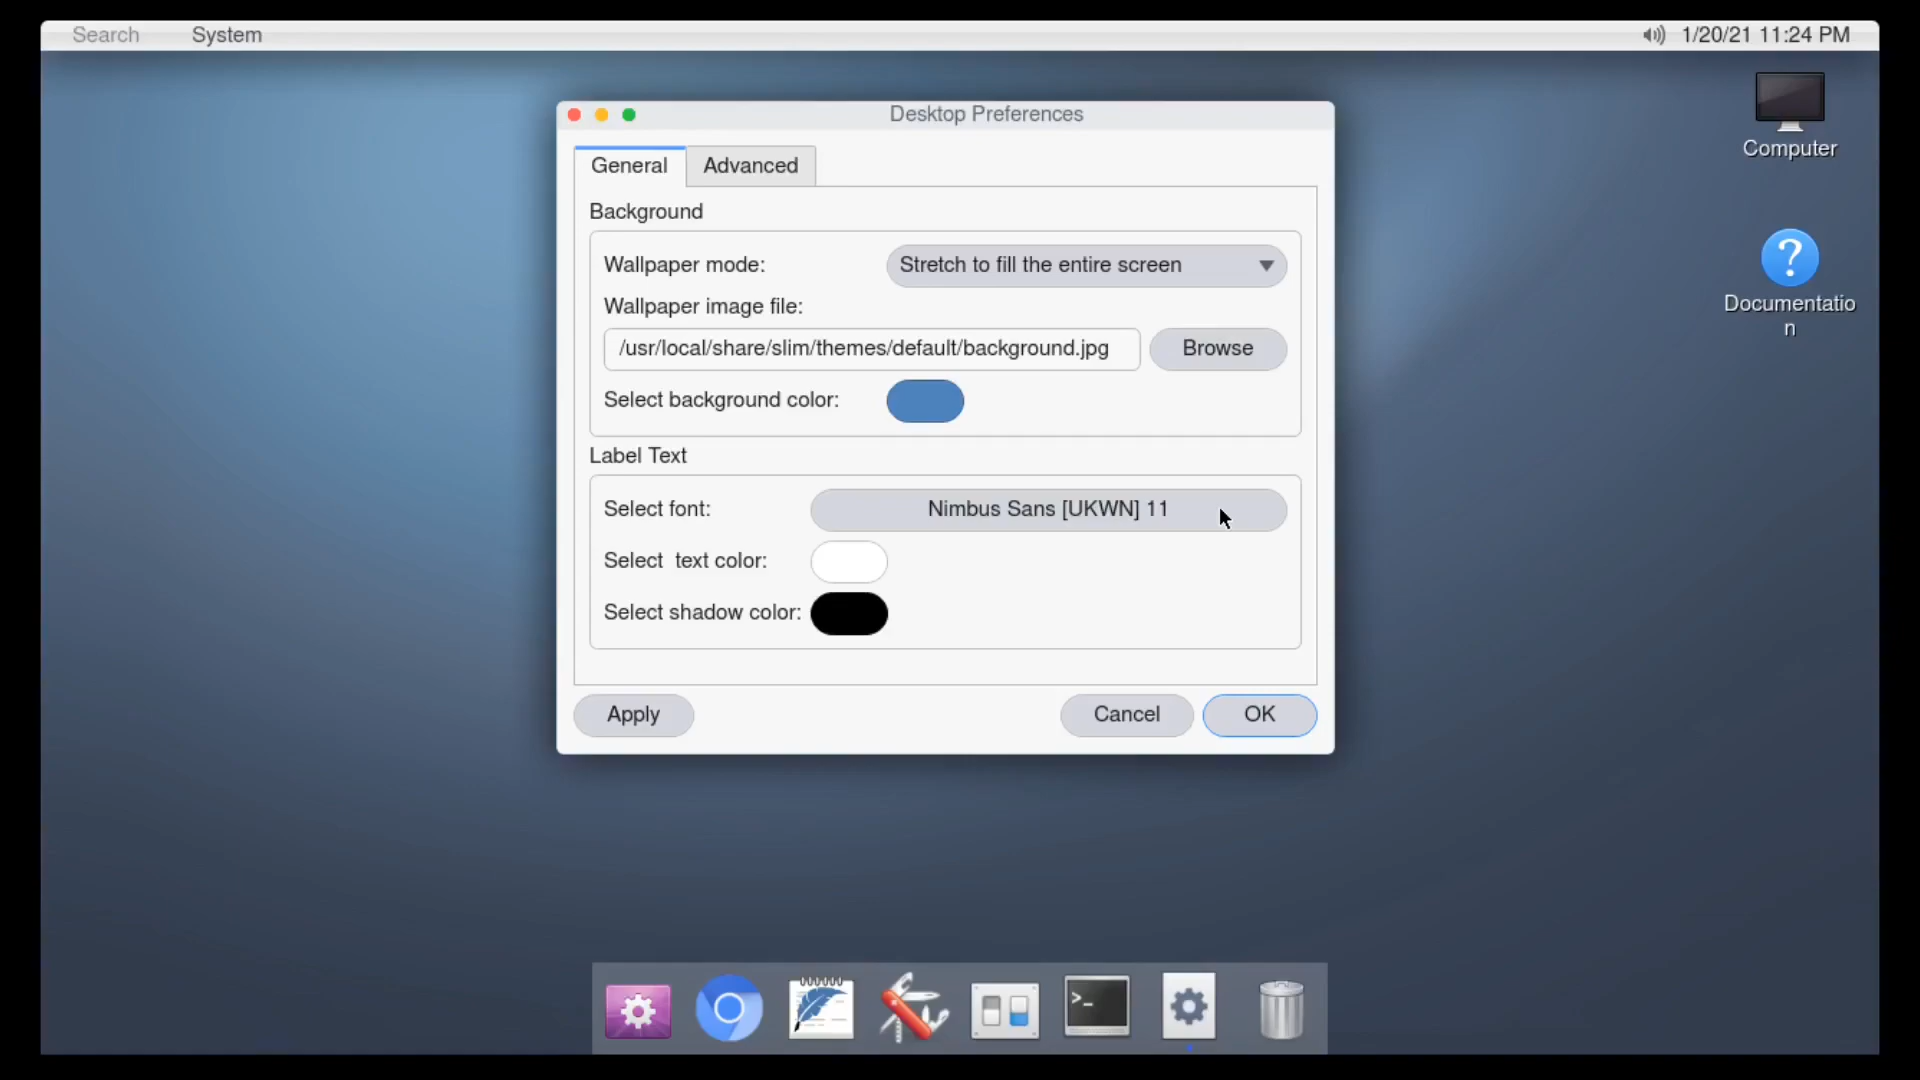 Search System 1/20/21 11:24 PM
Desktop Preferences
General Advanced
Background
Wallpaper mode: Stretch to fill the entire screen
Wallpaper image file:
/usr/local/share/slim/themes/default/background.jpg Browse
Select background color:
Label Text
Select font: Nimbus Sans [UKWN] 11
Select  text color:
Select shadow color:
Apply Cancel OK
Computer
?
Documentatio
n
>_